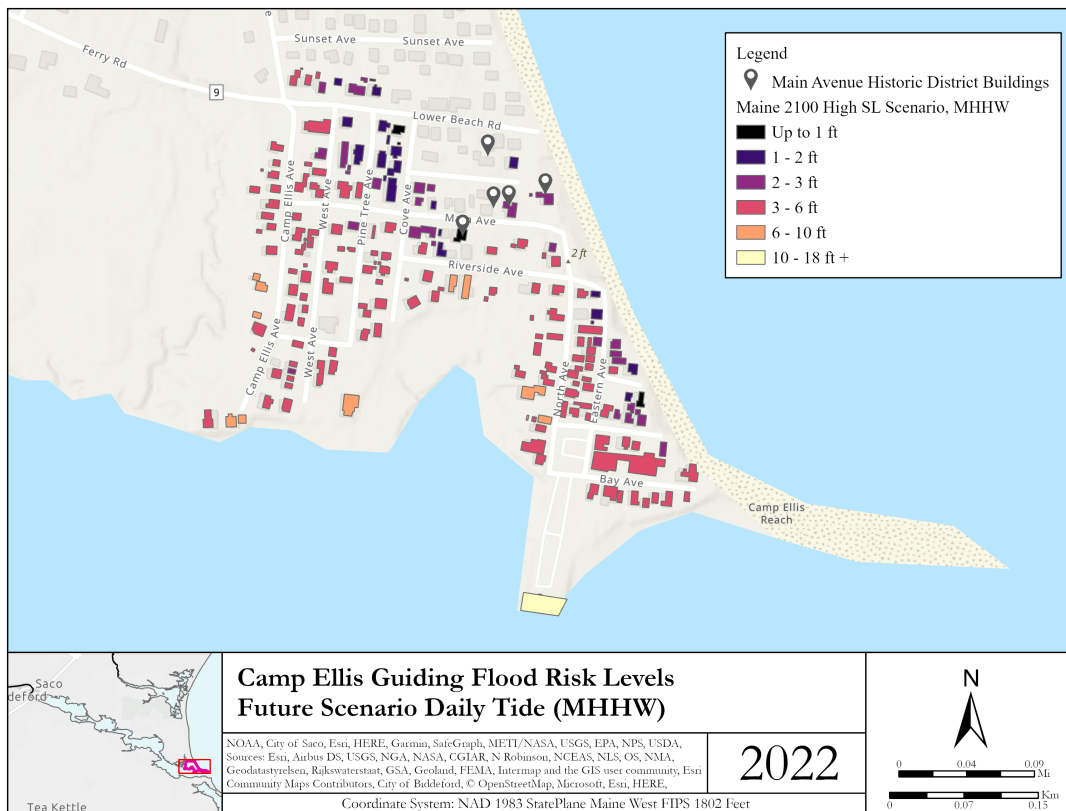 e
Sunset Ave
Sunset Ave
Ferry Rd
9
Lower Beach Rd
Camp Ellis Ave
West Ave
Pine Tree Ave
Cove Ave
Main Ave
2 ft
Riverside Ave
Camp Ellis Ave
West Ave
North Ave
Eastern Ave
Bay Ave
Camp Ellis
Reach
Legend
Main Avenue Historic District Buildings
Maine 2100 High SL Scenario, MHHW
Up to 1 ft
1 - 2 ft
2 - 3 ft
3 - 6 ft
6 - 10 ft
10 - 18 ft +
Saco
deford
Tea Kettle
Camp Ellis Guiding Flood Risk Levels
Future Scenario Daily Tide (MHHW)
NOAA, City of Saco, Esri, HERE, Garmin, SafeGraph, METI/NASA, USGS, EPA, NPS, USDA,
Sources: Esri, Airbus DS, USGS, NGA, NASA, CGIAR, N Robinson, NCEAS, NLS, OS, NMA,
Geodatastyrelsen, Rijkswaterstaat, GSA, Geoland, FEMA, Intermap and the GIS user community, Esri
Community Maps Contributors, City of Biddeford, © OpenStreetMap, Microsoft, Esri, HERE,
2022
Coordinate System: NAD 1983 StatePlane Maine West FIPS 1802 Feet
N
0 0.04 0.09
Mi
Km
0 0.07 0.15